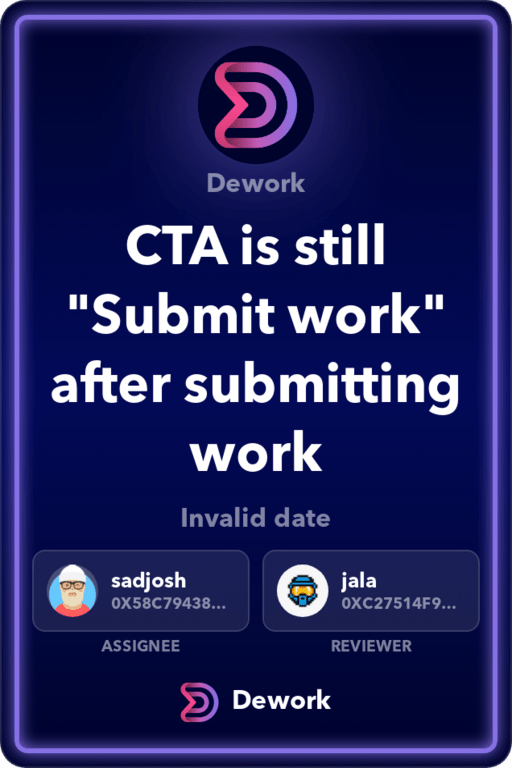 Dework
CTA is still
"Submit work"
after submitting
work
Invalid date
sadjosh
0X58C79438...
jala
0XC27514F9...
ASSIGNEE
REVIEWER
Dework